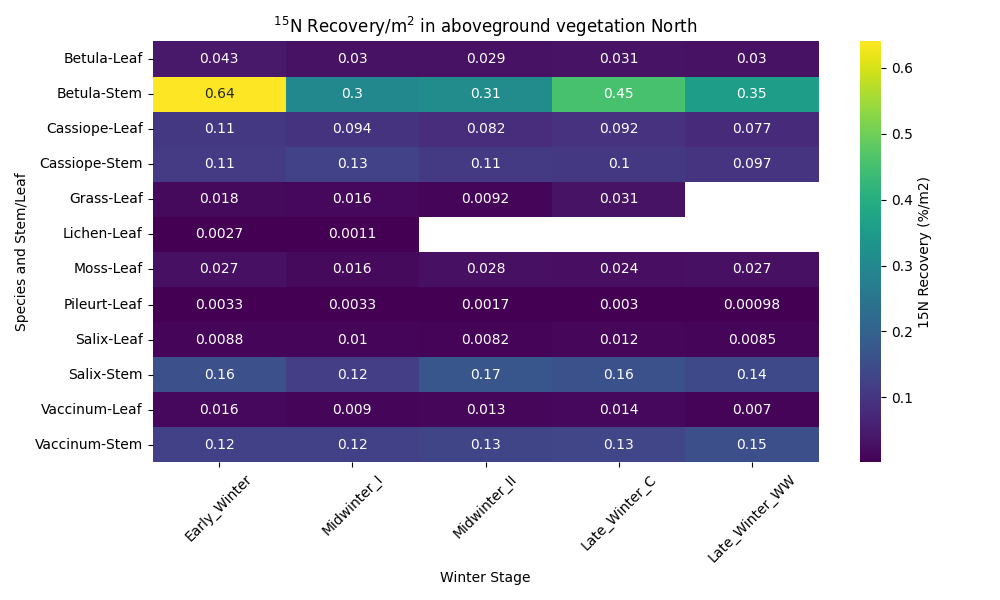 ¹⁵N Recovery/m² in aboveground vegetation North
Species and Stem/Leaf
Betula-Leaf 0.043 0.03 0.029 0.031 0.03
Betula-Stem 0.64 0.3 0.31 0.45 0.35
Cassiope-Leaf 0.11 0.094 0.082 0.092 0.077
Cassiope-Stem 0.11 0.13 0.11 0.1 0.097
Grass-Leaf 0.018 0.016 0.0092 0.031
Lichen-Leaf 0.0027 0.0011
Moss-Leaf 0.027 0.016 0.028 0.024 0.027
Pileurt-Leaf 0.0033 0.0033 0.0017 0.003 0.00098
Salix-Leaf 0.0088 0.01 0.0082 0.012 0.0085
Salix-Stem 0.16 0.12 0.17 0.16 0.14
Vaccinum-Leaf 0.016 0.009 0.013 0.014 0.007
Vaccinum-Stem 0.12 0.12 0.13 0.13 0.15
Early_Winter Midwinter_I Midwinter_II Late_Winter_C Late_Winter_WW
Winter Stage
0.6
0.5
0.4
0.3
0.2
0.1
15N Recovery (%/m2)